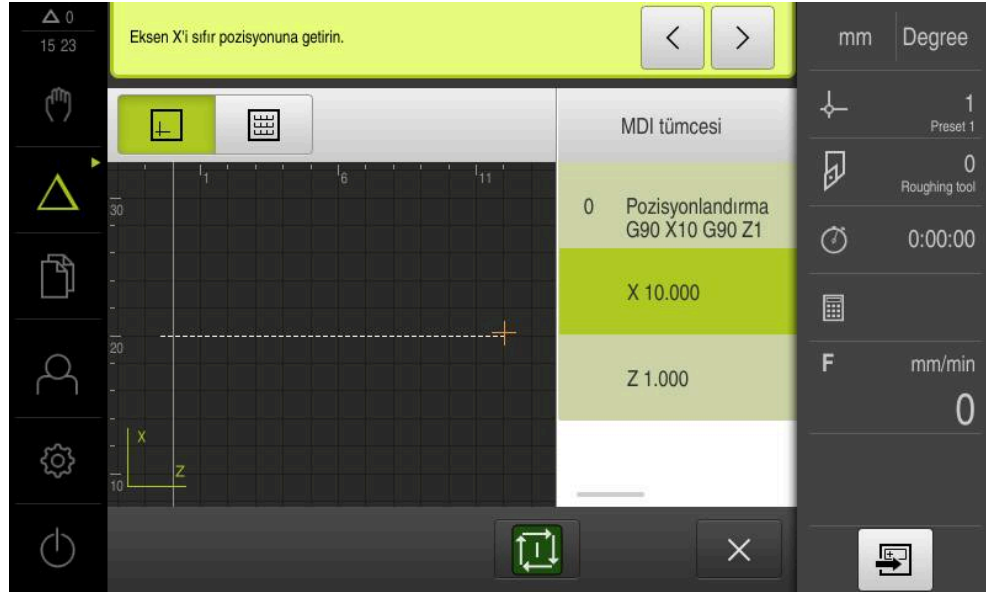 0
15 23
Eksen X'i sıfır pozisyonuna getirin.
mm Degree
1
Preset 1
0
Roughing tool
0:00:00
F mm/min
0
MDI tümcesi
0 Pozisyonlandırma
G90 X10 G90 Z1
X 10.000
Z 1.000
1 6 11
30
20
10
X
Z